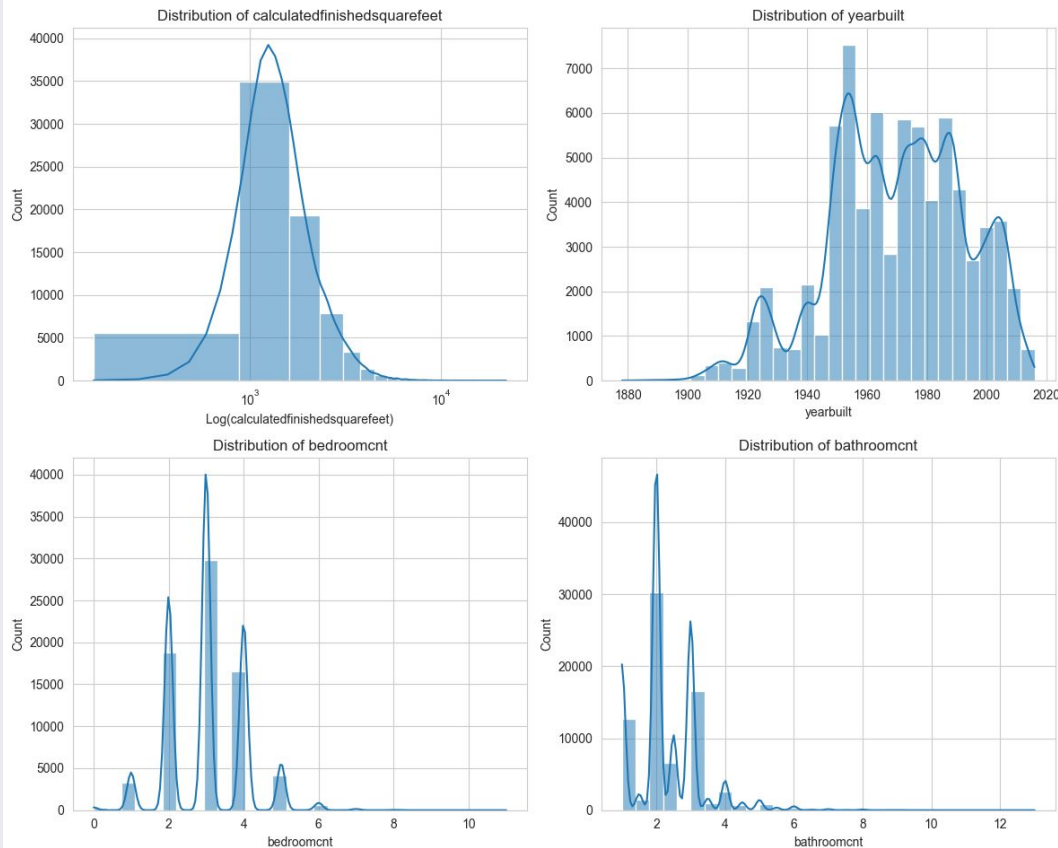 Distribution of calculatedfinishedsquarefeet
Count
40000
35000
30000
25000
20000
15000
10000
5000
0
10³ 10⁴
Log(calculatedfinishedsquarefeet)
Distribution of yearbuilt
Count
7000
6000
5000
4000
3000
2000
1000
0
1880 1900 1920 1940 1960 1980 2000 2020
yearbuilt
Distribution of bedroomcnt
Count
40000
35000
30000
25000
20000
15000
10000
5000
0
0 2 4 6 8 10
bedroomcnt
Distribution of bathroomcnt
Count
40000
30000
20000
10000
0
2 4 6 8 10 12
bathroomcnt